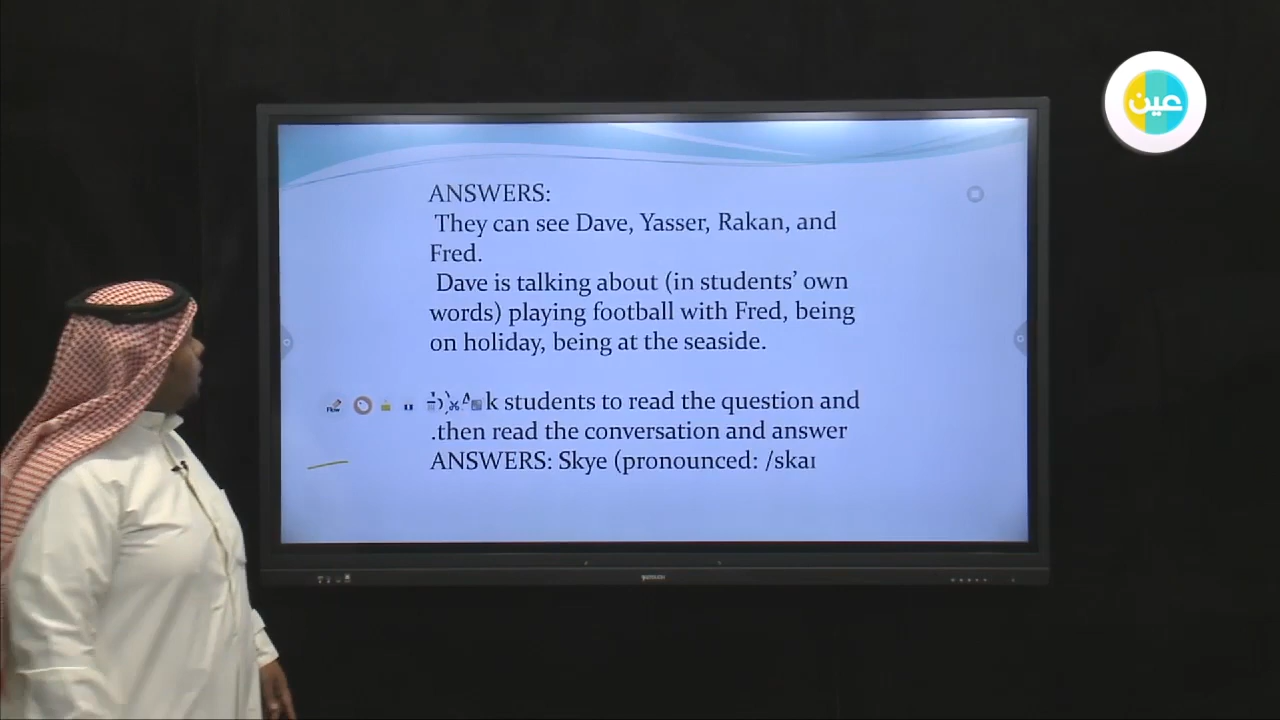 عين
ANSWERS:
They can see Dave, Yasser, Rakan, and
Fred.
Dave is talking about (in students’ own
words) playing football with Fred, being
on holiday, being at the seaside.
k students to read the question and
.then read the conversation and answer
ANSWERS: Skye (pronounced: /skaɪ